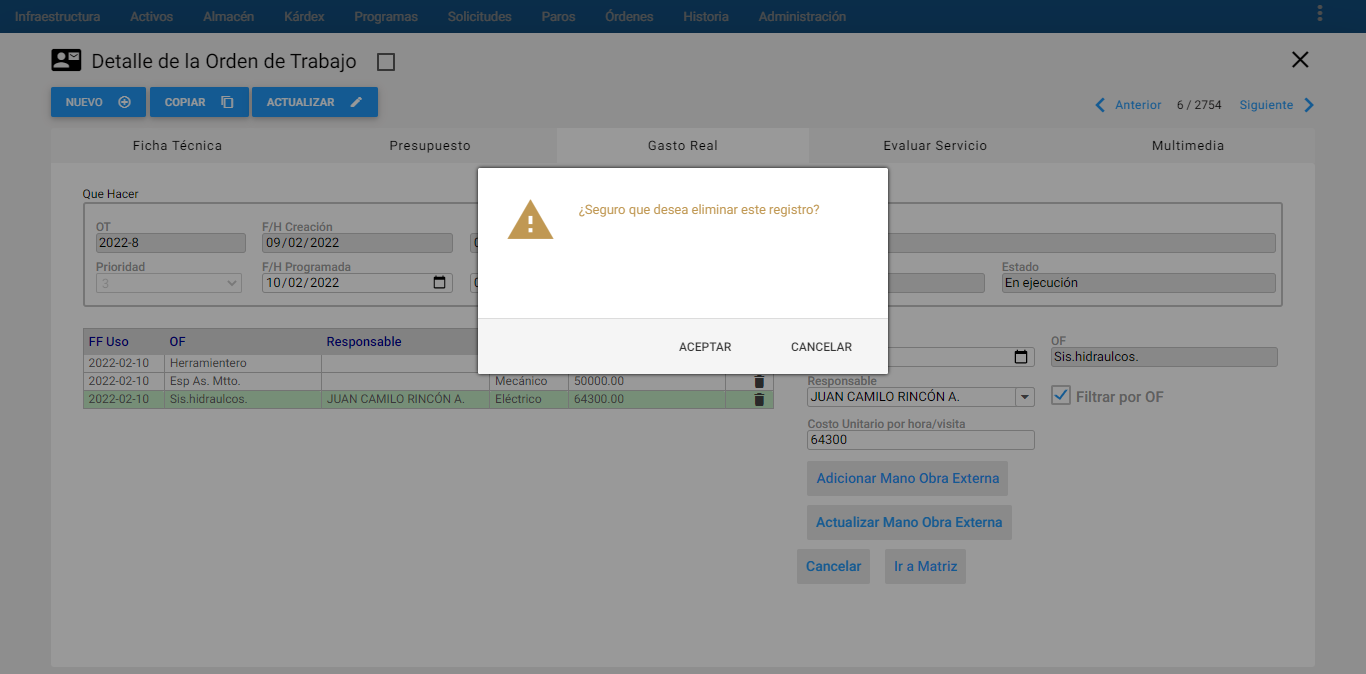 Infraestructura Activos Almacén Kárdex Programas Solicitudes Paros Órdenes Historia Administración
Detalle de la Orden de Trabajo
NUEVO COPIAR ACTUALIZAR
Anterior 6 / 2754 Siguiente
Ficha Técnica Presupuesto Gasto Real Evaluar Servicio Multimedia
¿Seguro que desea eliminar este registro?
ACEPTAR CANCELAR
Que Hacer
OT F/H Creación
2022-8 09/02/2022
Prioridad F/H Programada Estado
3 10/02/2022 En ejecución
FF Uso OF Responsable
2022-02-10 Herramientero
2022-02-10 Esp As. Mtto. Mecánico 50000.00
2022-02-10 Sis.hidraulcos. JUAN CAMILO RINCÓN A. Eléctrico 64300.00
OF
Sis.hidraulcos.
Responsable
JUAN CAMILO RINCÓN A. Filtrar por OF
Costo Unitario por hora/visita
64300
Adicionar Mano Obra Externa
Actualizar Mano Obra Externa
Cancelar Ir a Matriz